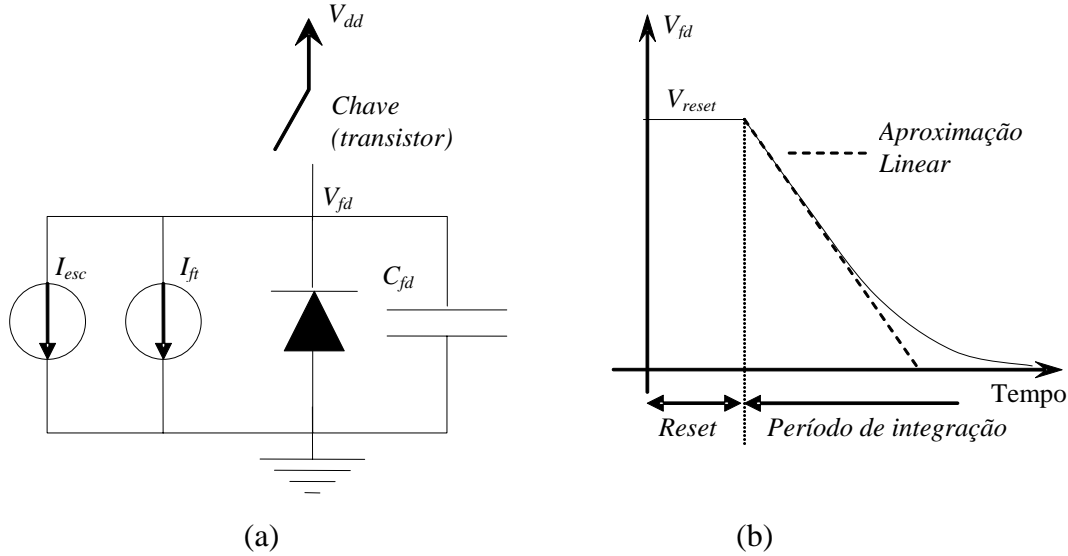 V_dd
Chave
(transistor)
V_fd
I_esc
I_ft
C_fd
(a)
V_fd
V_reset
Aproximação
Linear
Tempo
Reset
Período de integração
(b)